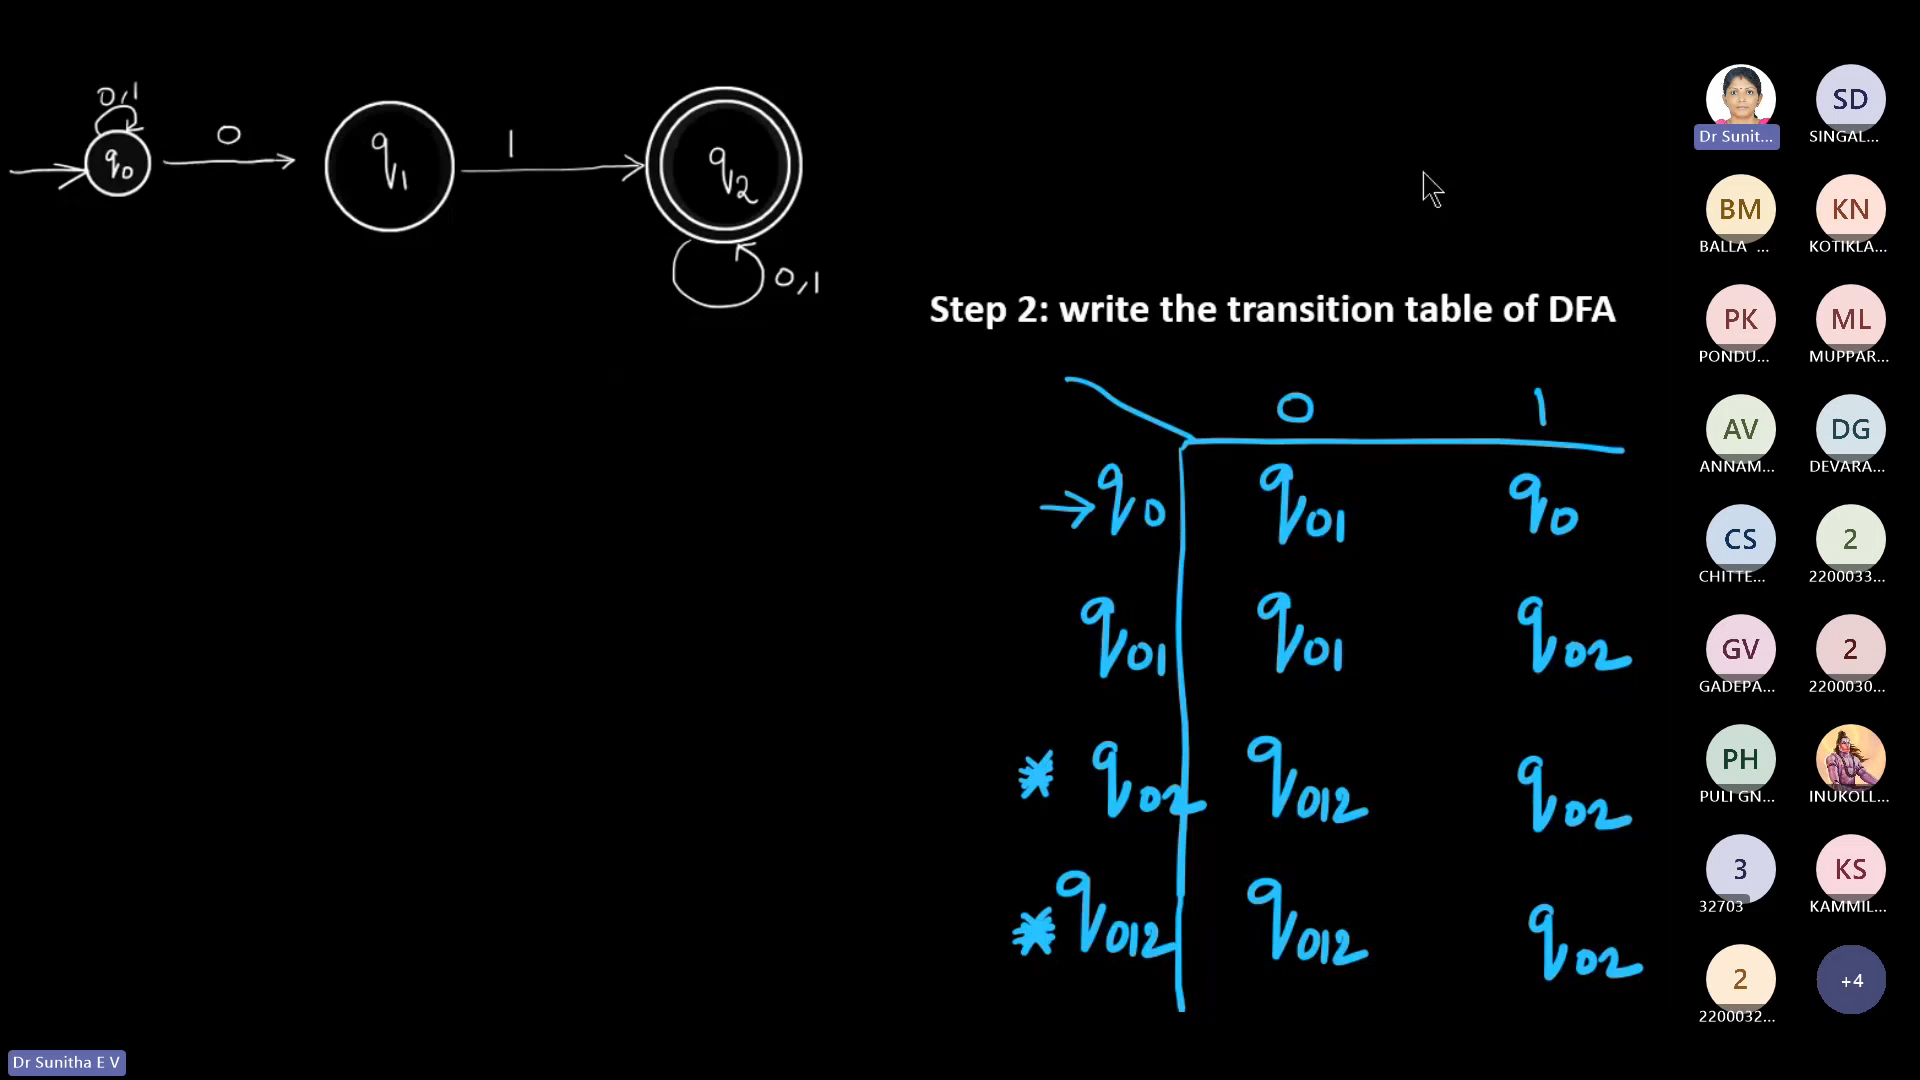 0,1
0
1
q0
q1
q2
0,1
Step 2: write the transition table of DFA
0 1
→q0 q01 q0
q01 q01 q02
* q02 q012 q02
* q012 q012 q02
Dr Sunit...
SD
SINGAL...
BM
BALLA ...
KN
KOTIKLA...
PK
PONDU...
ML
MUPPAR...
AV
ANNAM...
DG
DEVARA...
CS
CHITTE...
2
2200033...
GV
GADEPA...
2
2200030...
PH
PULI GN...
INUKOLL...
3
32703
KS
KAMMIL...
2
2200032...
+4
Dr Sunitha E V